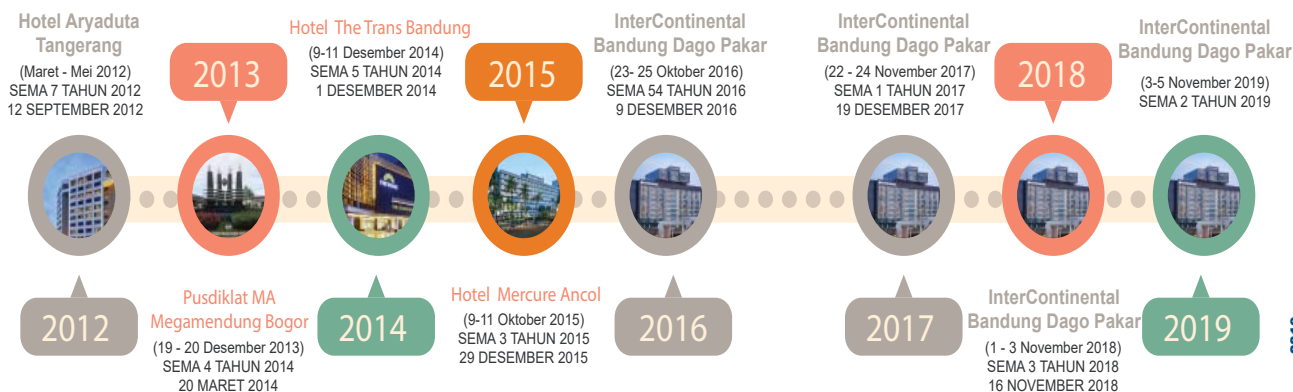 Hotel Aryaduta
Tangerang
(Maret - Mei 2012)
SEMA 7 TAHUN 2012
12 SEPTEMBER 2012
2012
2013
Pusdiklat MA
Megamendung Bogor
(19 - 20 Desember 2013)
SEMA 4 TAHUN 2014
20 MARET 2014
Hotel The Trans Bandung
(9-11 Desember 2014)
SEMA 5 TAHUN 2014
1 DESEMBER 2014
2014
2015
Hotel Mercure Ancol
(9-11 Oktober 2015)
SEMA 3 TAHUN 2015
29 DESEMBER 2015
InterContinental
Bandung Dago Pakar
(23- 25 Oktober 2016)
SEMA 54 TAHUN 2016
9 DESEMBER 2016
2016
InterContinental
Bandung Dago Pakar
(22 - 24 November 2017)
SEMA 1 TAHUN 2017
19 DESEMBER 2017
2017
2018
InterContinental
Bandung Dago Pakar
(1 - 3 November 2018)
SEMA 3 TAHUN 2018
16 NOVEMBER 2018
InterContinental
Bandung Dago Pakar
(3-5 November 2019)
SEMA 2 TAHUN 2019
2019